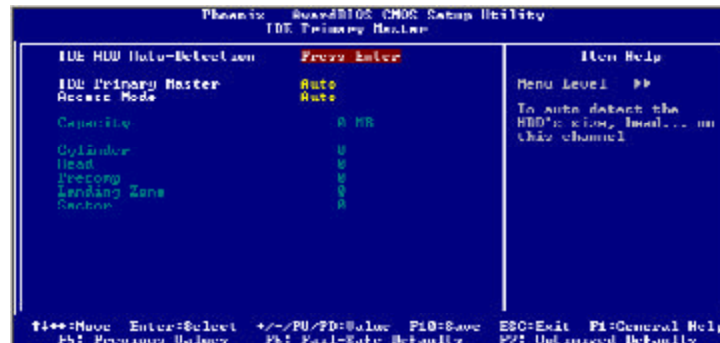 Phoenix - AwardBIOS CMOS Setup Utility
IDE Primary Master
IDE HDD Auto-Detection Press Enter
Item Help
IDE Primary Master Auto
Access Mode Auto
Menu Level ▸▸
To auto detect the
HDD's size, head... on
this channel
Capacity 0 MB
Cylinder 0
Head 0
Precomp 0
Landing Zone 0
Sector 0
↑↓→←:Move Enter:Select +/-/PU/PD:Value F10:Save ESC:Exit F1:General Help
F5: Previous Values F6: Fail-Safe Defaults F7: Optimized Defaults